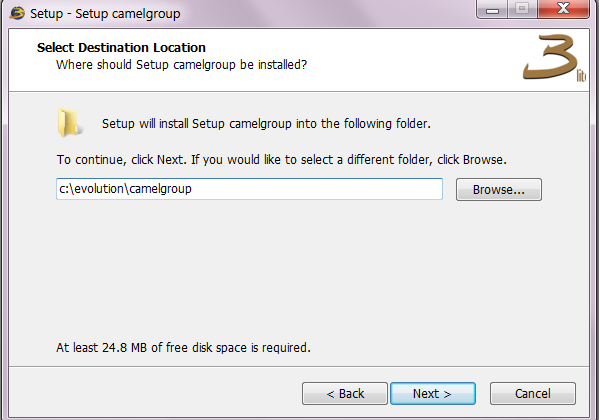 Setup - Setup camelgroup
Select Destination Location
Where should Setup camelgroup be installed?
3
lib
Setup will install Setup camelgroup into the following folder.
To continue, click Next. If you would like to select a different folder, click Browse.
c:\evolution\camelgroup
Browse...
At least 24.8 MB of free disk space is required.
< Back
Next >
Cancel